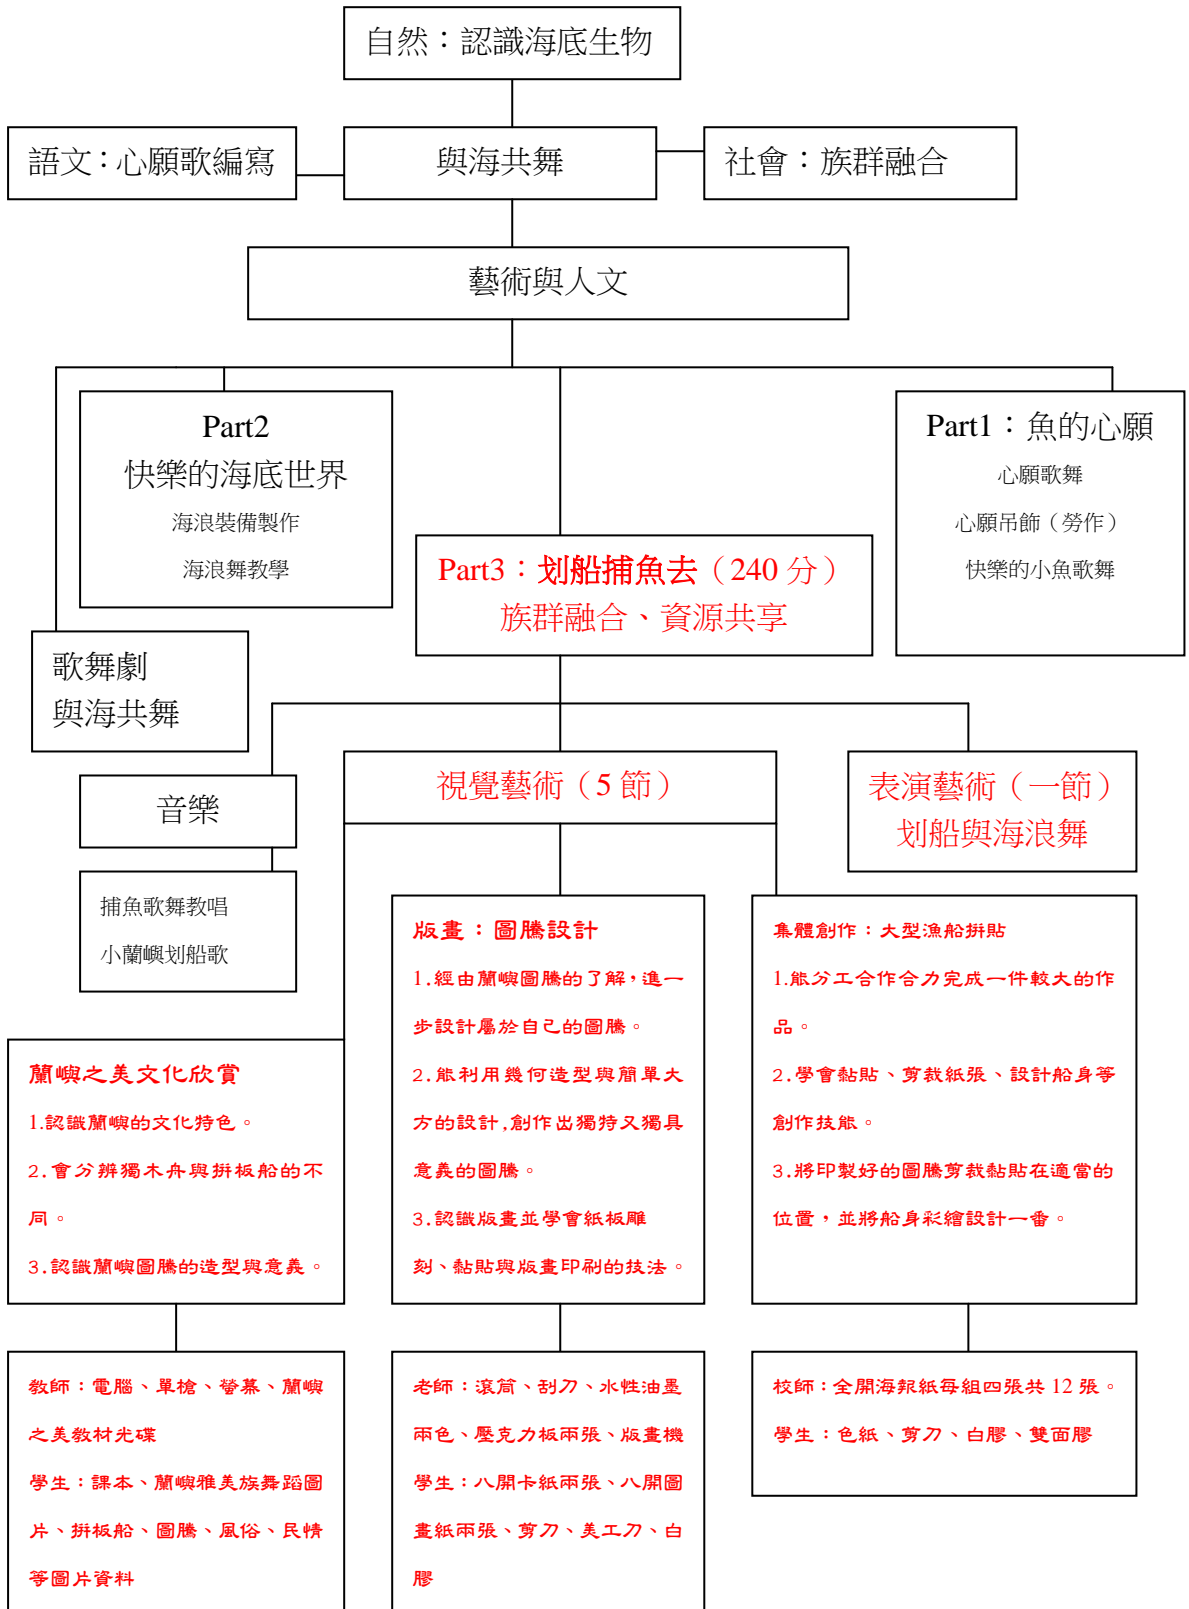 自然：認識海底生物
語文：心願歌編寫
與海共舞
社會：族群融合
藝術與人文
Part2
快樂的海底世界
海浪裝備製作
海浪舞教學
Part1：魚的心願
心願歌舞
心願吊飾（勞作）
快樂的小魚歌舞
Part3：划船捕魚去（240 分）
族群融合、資源共享
歌舞劇
與海共舞
音樂
捕魚歌舞教唱
小蘭嶼划船歌
視覺藝術（5 節）
表演藝術（一節）
划船與海浪舞
蘭嶼之美文化欣賞
1.認識蘭嶼的文化特色。
2.會分辨獨木舟與拼板船的不
同。
3.認識蘭嶼圖騰的造型與意義。
版畫：圖騰設計
1.經由蘭嶼圖騰的了解，進一
步設計屬於自己的圖騰。
2.能利用幾何造型與簡單大
方的設計,創作出獨特又獨具
意義的圖騰。
3.認識版畫並學會紙板雕
刻、黏貼與版畫印刷的技法。
集體創作：大型漁船拼貼
1.能分工合作合力完成一件較大的作
品。
2.學會黏貼、剪裁紙張、設計船身等
創作技能。
3.將印製好的圖騰剪裁黏貼在適當的
位置，並將船身彩繪設計一番。
教師：電腦、單槍、螢幕、蘭嶼
之美教材光碟
學生：課本、蘭嶼雅美族舞蹈圖
片、拼板船、圖騰、風俗、民情
等圖片資料
老師：滾筒、刮刀、水性油墨
兩色、壓克力板兩張、版畫機
學生：八開卡紙兩張、八開圖
畫紙兩張、剪刀、美工刀、白
膠
校師：全開海報紙每組四張共 12 張。
學生：色紙、剪刀、白膠、雙面膠